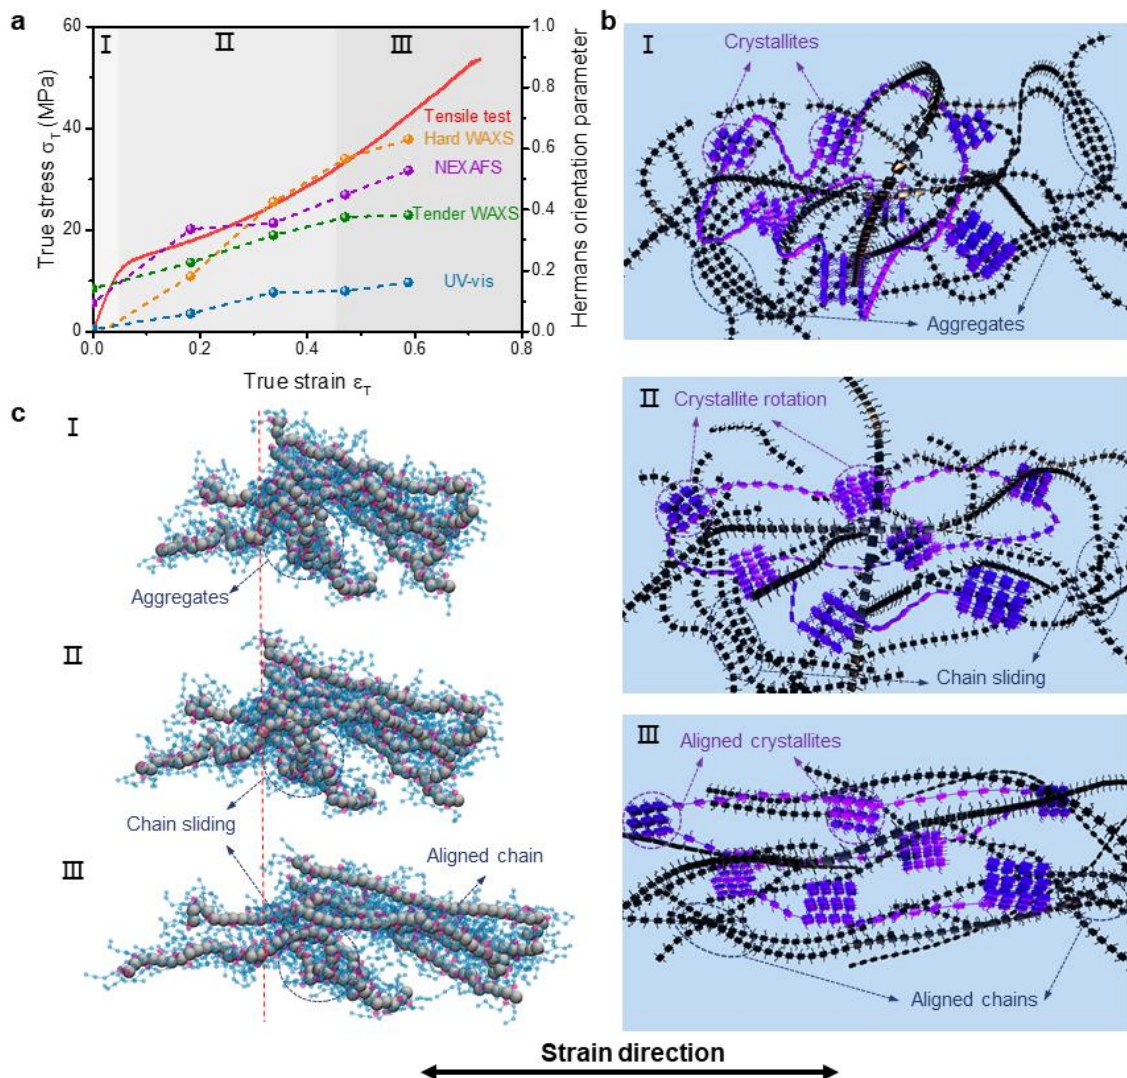 a
I
II
III
60
40
20
0
True stress σT (MPa)
1.0
0.8
0.6
0.4
0.2
0.0
Hermans orientation parameter
Tensile test
Hard WAXS
NEXAFS
Tender WAXS
UV-vis
0.0 0.2 0.4 0.6 0.8
True strain εT
b
I
Crystallites
Aggregates
II
Crystallite rotation
Chain sliding
III
Aligned crystallites
Aligned chains
c
I
Aggregates
II
Chain sliding
III
Aligned chain
Strain direction